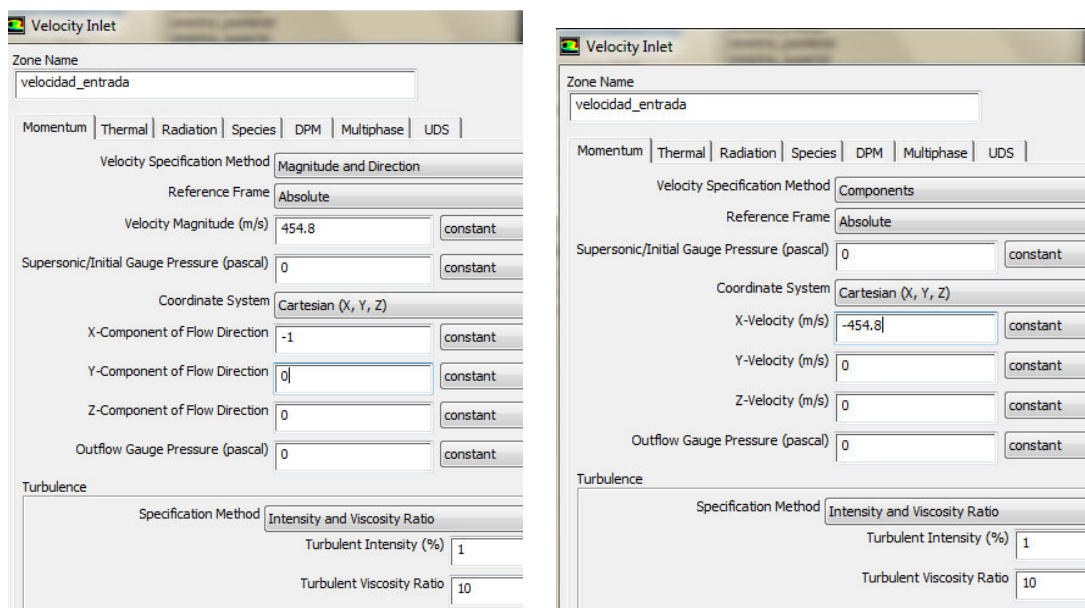 Velocity Inlet
Zone Name
velocidad_entrada
Momentum Thermal Radiation Species DPM Multiphase UDS
Velocity Specification Method Magnitude and Direction
Reference Frame Absolute
Velocity Magnitude (m/s) 454.8 constant
Supersonic/Initial Gauge Pressure (pascal) 0 constant
Coordinate System Cartesian (X, Y, Z)
X-Component of Flow Direction -1 constant
Y-Component of Flow Direction 0 constant
Z-Component of Flow Direction 0 constant
Outflow Gauge Pressure (pascal) 0 constant
Turbulence
Specification Method Intensity and Viscosity Ratio
Turbulent Intensity (%) 1
Turbulent Viscosity Ratio 10
Velocity Inlet
Zone Name
velocidad_entrada
Momentum Thermal Radiation Species DPM Multiphase UDS
Velocity Specification Method Components
Reference Frame Absolute
Supersonic/Initial Gauge Pressure (pascal) 0 constant
Coordinate System Cartesian (X, Y, Z)
X-Velocity (m/s) -454.8 constant
Y-Velocity (m/s) 0 constant
Z-Velocity (m/s) 0 constant
Outflow Gauge Pressure (pascal) 0 constant
Turbulence
Specification Method Intensity and Viscosity Ratio
Turbulent Intensity (%) 1
Turbulent Viscosity Ratio 10